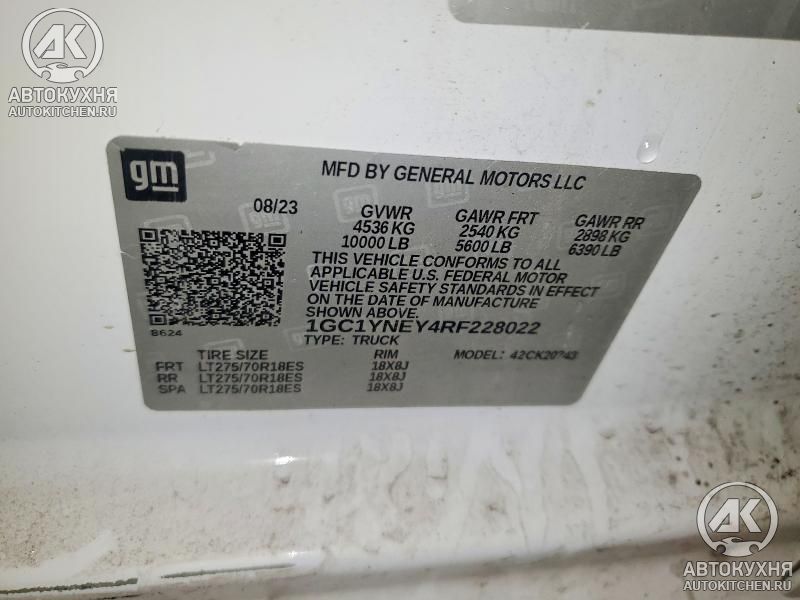 AK
АВТОКУХНЯ
AUTOKITCHEN.RU
gm
MFD BY GENERAL MOTORS LLC
08/23 GVWR GAWR FRT GAWR RR
4536 KG 2540 KG 2898 KG
10000 LB 5600 LB 6390 LB
THIS VEHICLE CONFORMS TO ALL
APPLICABLE U.S. FEDERAL MOTOR
VEHICLE SAFETY STANDARDS IN EFFECT
ON THE DATE OF MANUFACTURE
SHOWN ABOVE.
8624
1GC1YNEY4RF228022
TYPE: TRUCK
TIRE SIZE RIM MODEL: 42CK20743
FRT LT275/70R18ES 18X8J
RR LT275/70R18ES 18X8J
SPA LT275/70R18ES 18X8J
AK
АВТОКУХНЯ
AUTOKITCHEN.RU